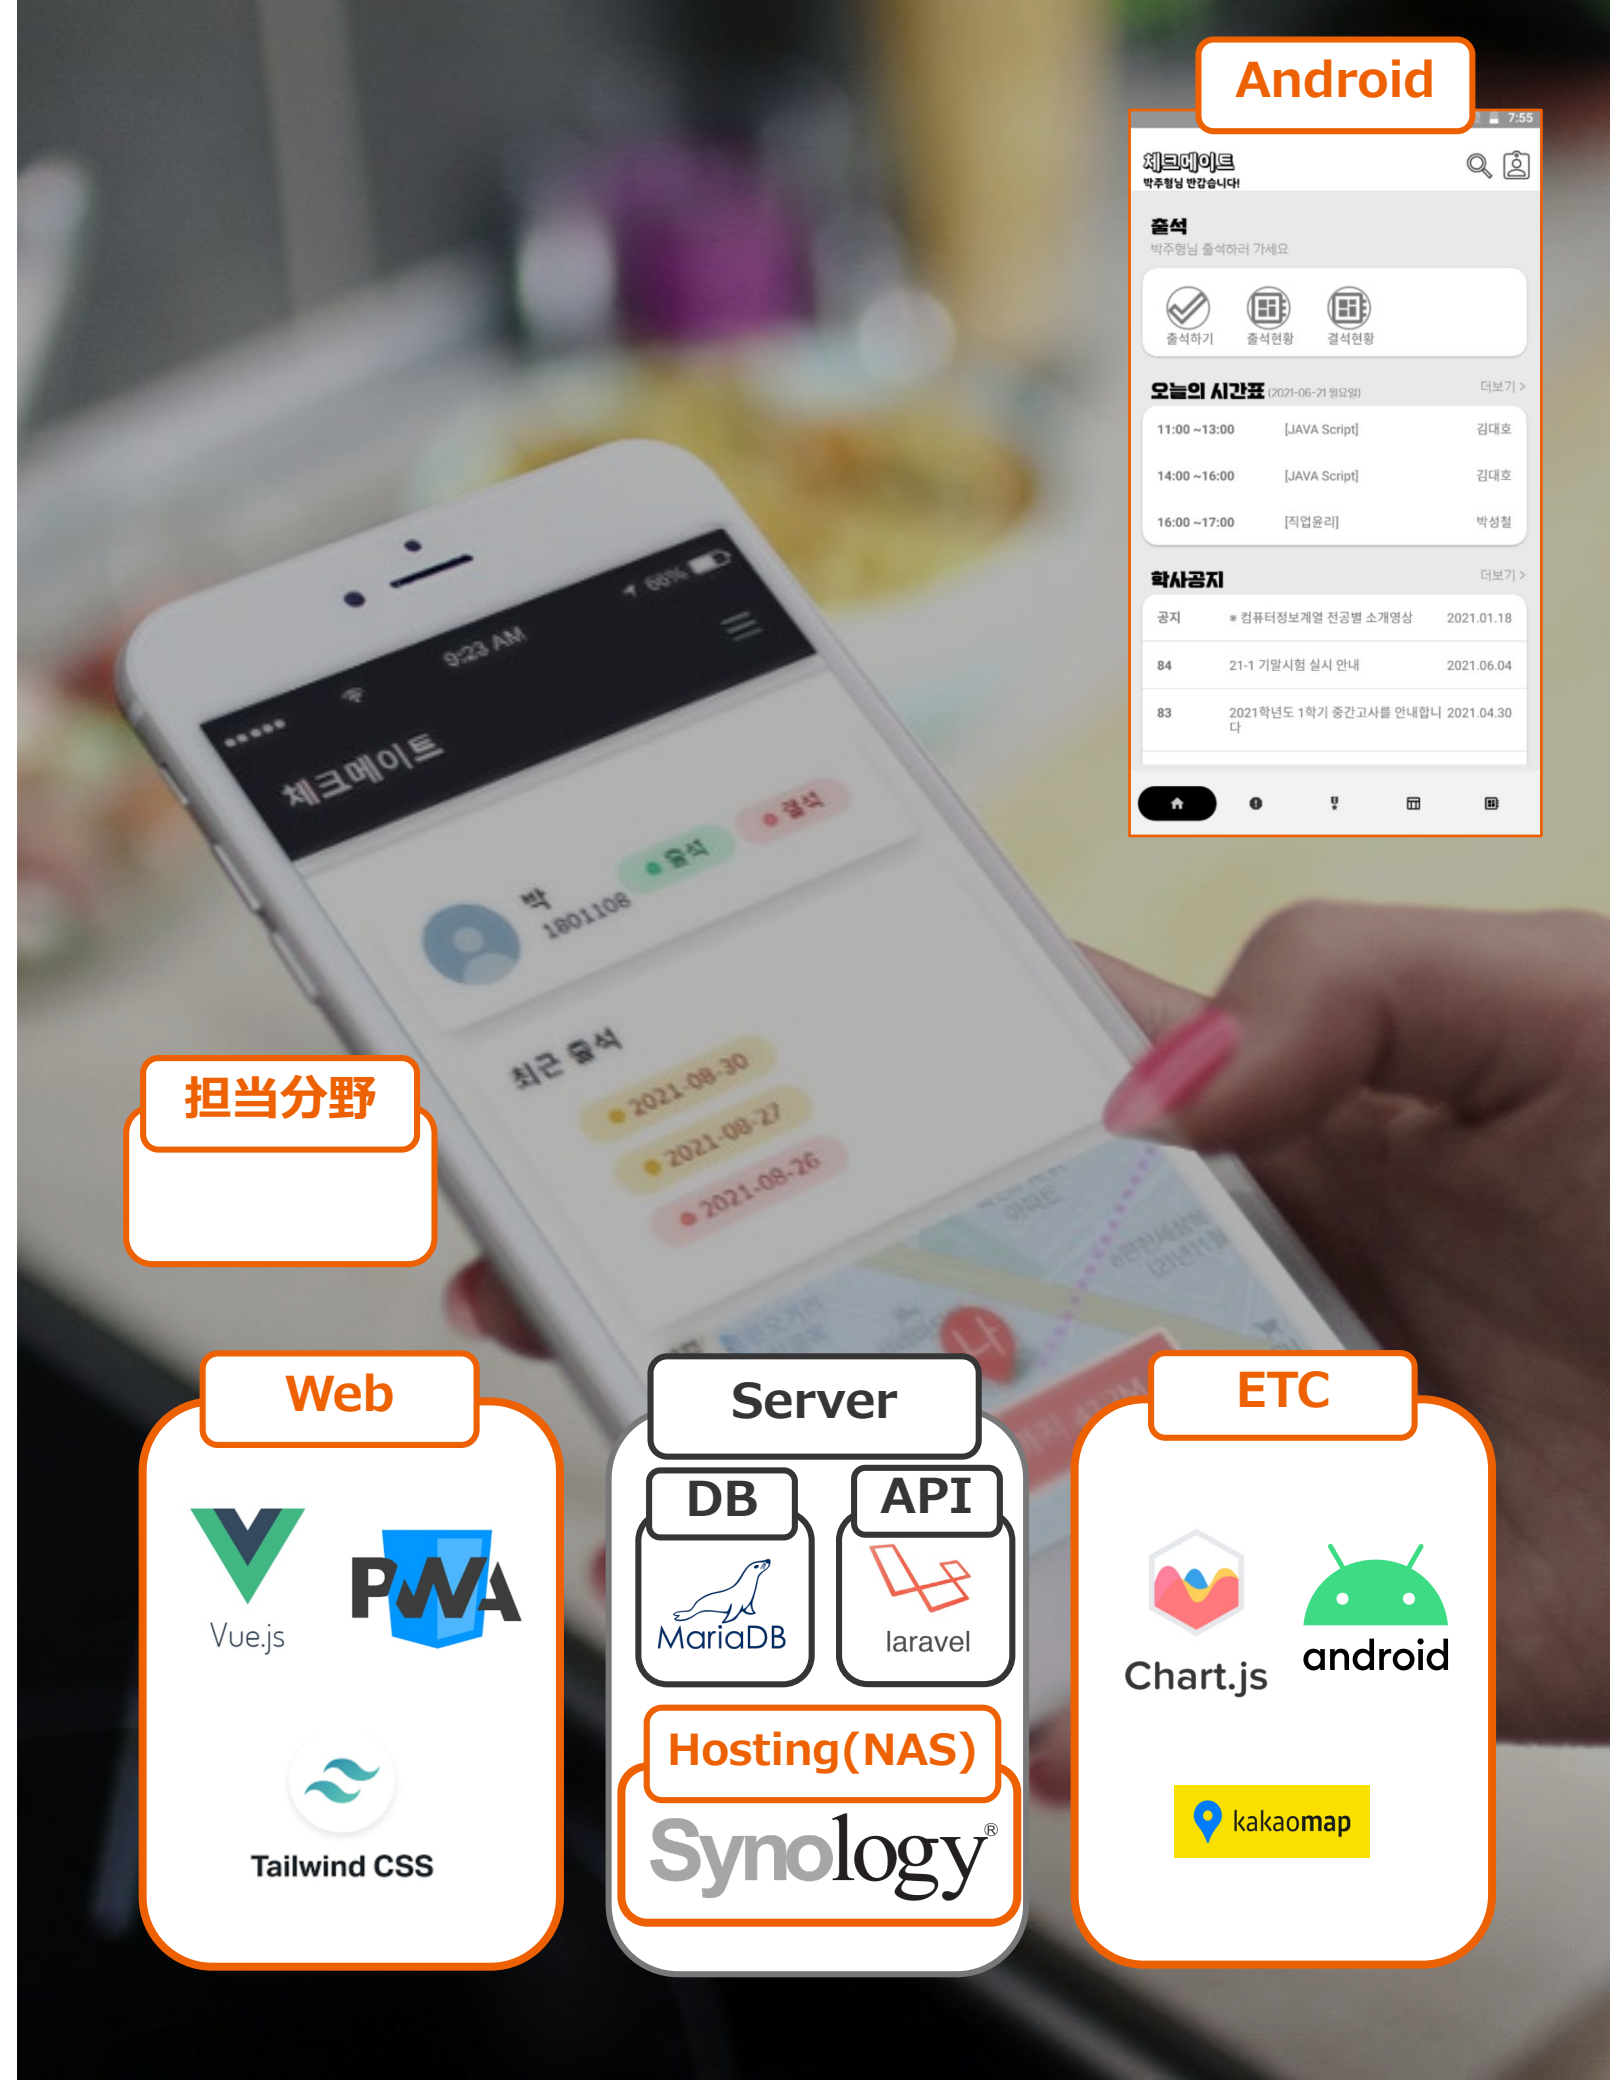 Android
7:55
체크메이트
박주형님 반갑습니다!
출석
박주형님 출석하러 가세요
출석하기 출석현황 결석현황
오늘의 시간표 (2021-06-21 월요일) 더보기 >
11:00 ~13:00 [JAVA Script] 김대호
14:00 ~16:00 [JAVA Script] 김대호
16:00 ~17:00 [직업윤리] 박성철
학사공지 더보기 >
공지 ※ 컴퓨터정보계열 전공별 소개영상 2021.01.18
84 21-1 기말시험 실시 안내 2021.06.04
83 2021학년도 1학기 중간고사를 안내합니 2021.04.30
다
9:23 AM 66%
체크메이트
박 출석 결석
1801108
최근 출석
2021-08-30
2021-08-27
2021-08-26
아파트
나
担当分野
Web
Vue.js
PWA
Tailwind CSS
Server
DB
MariaDB
API
laravel
Hosting(NAS)
Synology®
ETC
Chart.js
android
kakaomap